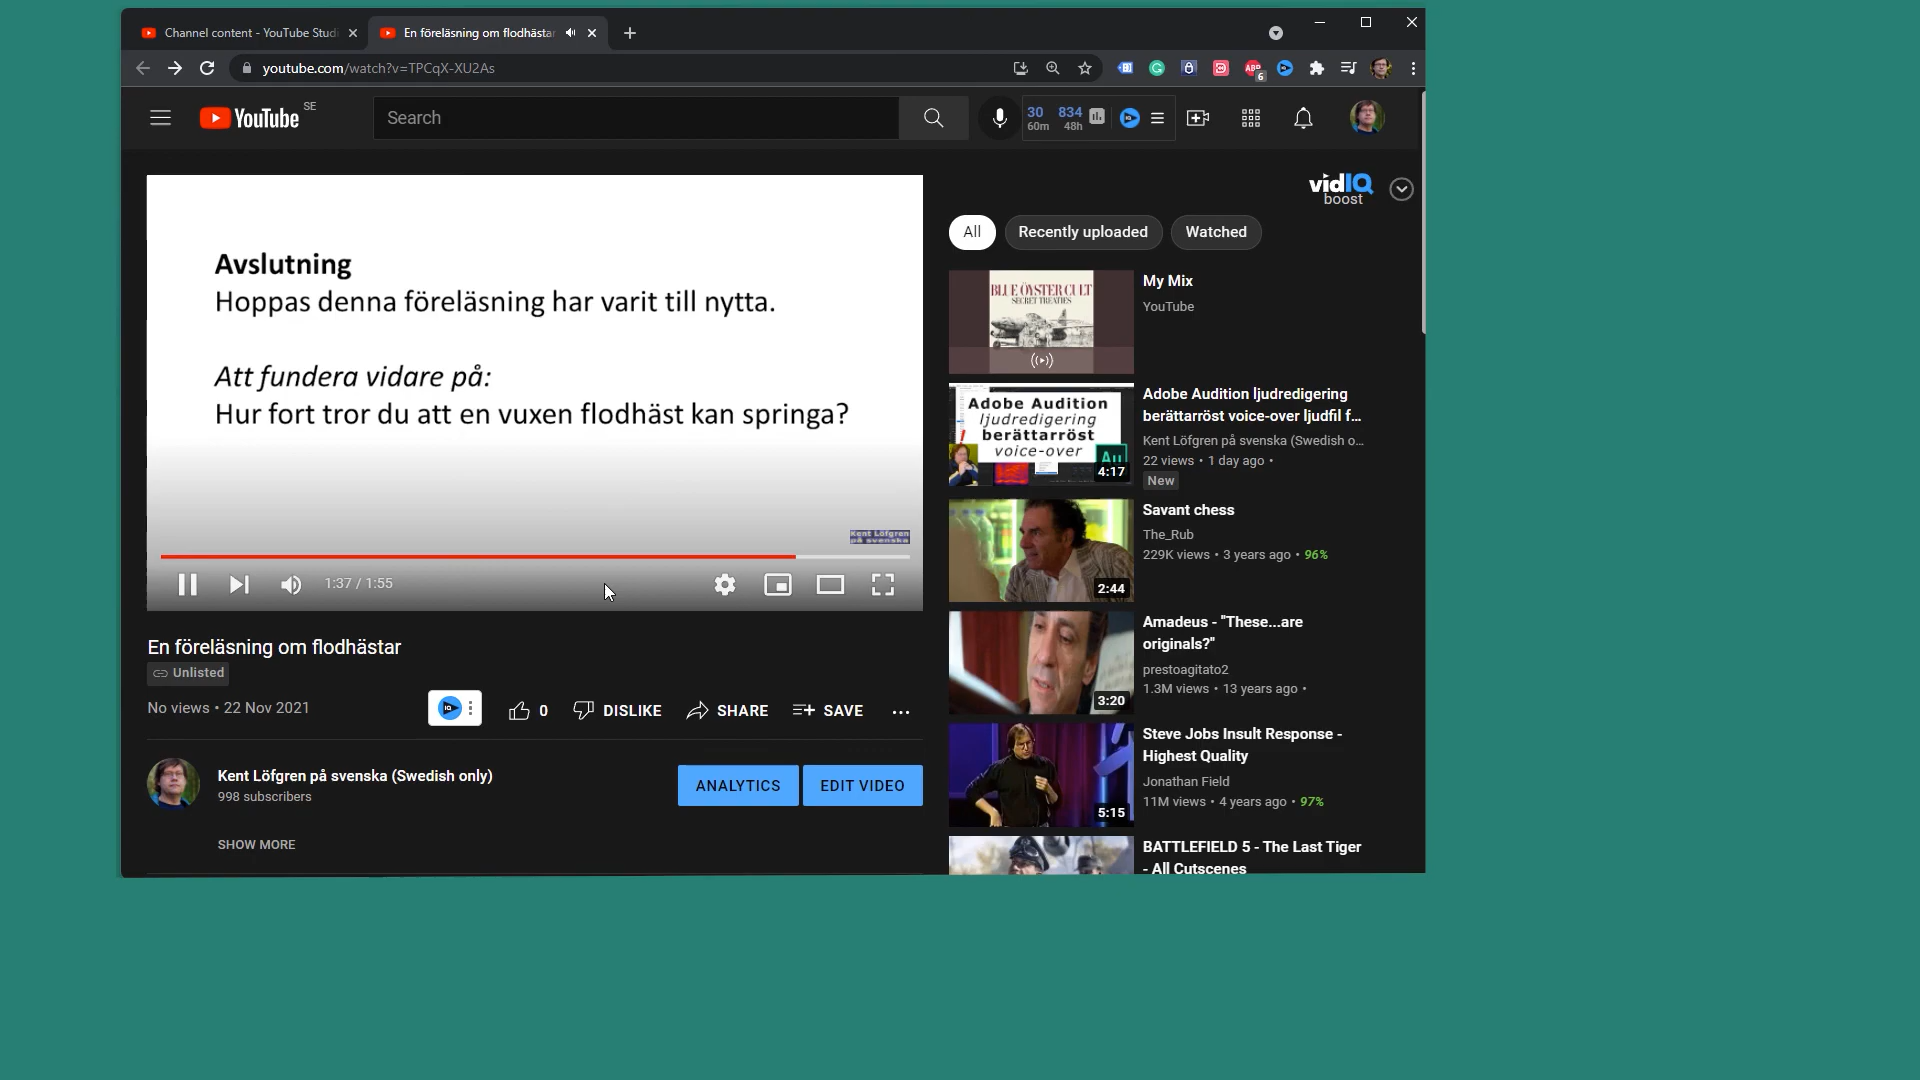 Channel content - YouTube Studi
En föreläsning om flodhästar
youtube.com/watch?v=TPCqX-XU2As
ABP
6
YouTube SE
Search
30 834
60m 48h
vidIQ
boost
All Recently uploaded Watched
Avslutning
Hoppas denna föreläsning har varit till nytta.
Att fundera vidare på:
Hur fort tror du att en vuxen flodhäst kan springa?
Kent Löfgren
på svenska
1:37 / 1:55
En föreläsning om flodhästar
Unlisted
No views • 22 Nov 2021
IQ
0 DISLIKE SHARE SAVE ...
Kent Löfgren på svenska (Swedish only)
998 subscribers
ANALYTICS EDIT VIDEO
SHOW MORE
BLUE ÖYSTER CULT
SECRET TREATIES
My Mix
YouTube
Adobe Audition
ljudredigering
berättarröst
voice-over
!
Au
4:17
Adobe Audition ljudredigering
berättarröst voice-over ljudfil f...
Kent Löfgren på svenska (Swedish o...
22 views • 1 day ago •
New
2:44
Savant chess
The_Rub
229K views • 3 years ago • 96%
3:20
Amadeus - "These...are
originals?"
prestoagitato2
1.3M views • 13 years ago •
5:15
Steve Jobs Insult Response -
Highest Quality
Jonathan Field
11M views • 4 years ago • 97%
BATTLEFIELD 5 - The Last Tiger
- All Cutscenes